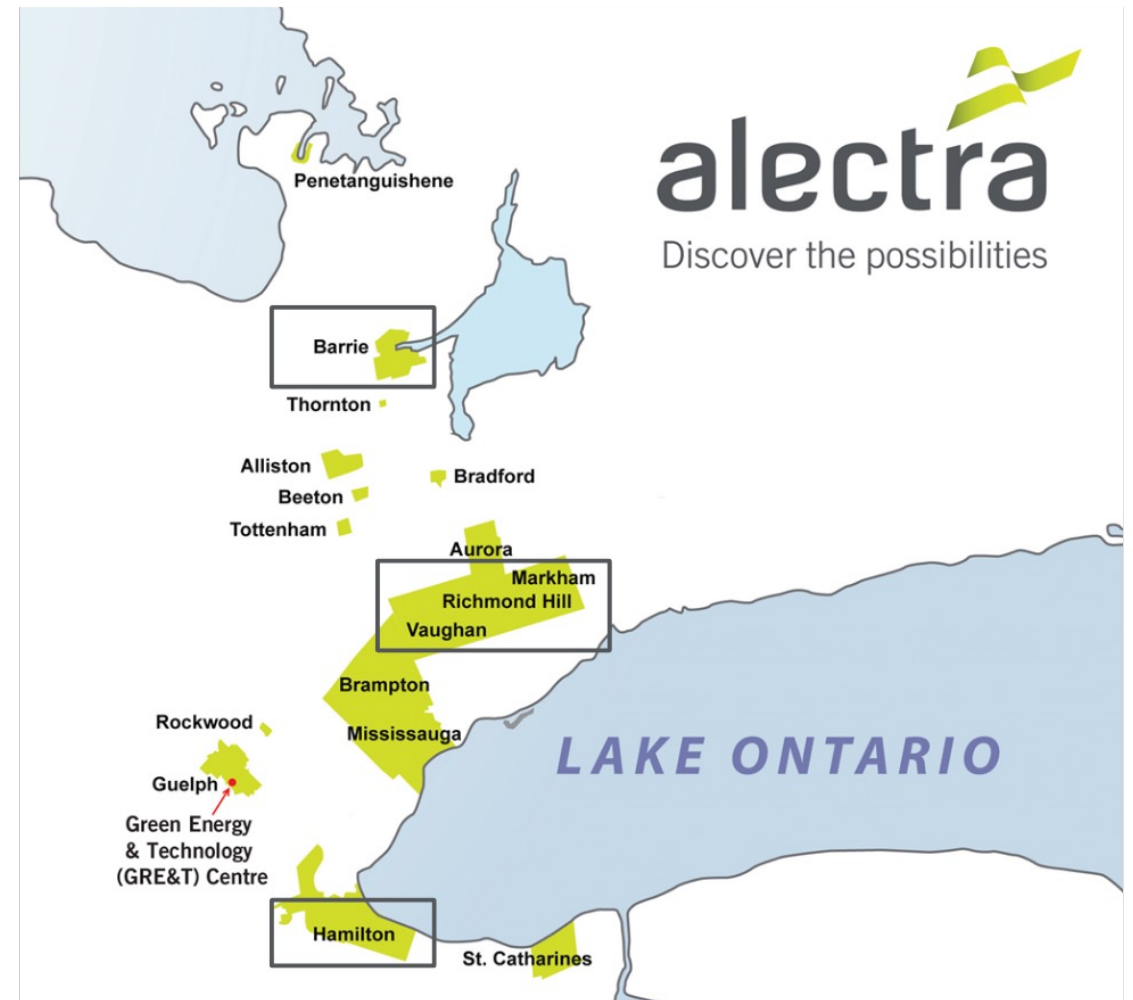 alectra
Discover the possibilities
Penetanguishene
Barrie
Thornton
Alliston
Bradford
Beeton
Tottenham
Aurora
Markham
Richmond Hill
Vaughan
Brampton
Rockwood
Mississauga
LAKE ONTARIO
Guelph
Green Energy
& Technology
(GRE&T) Centre
Hamilton
St. Catharines